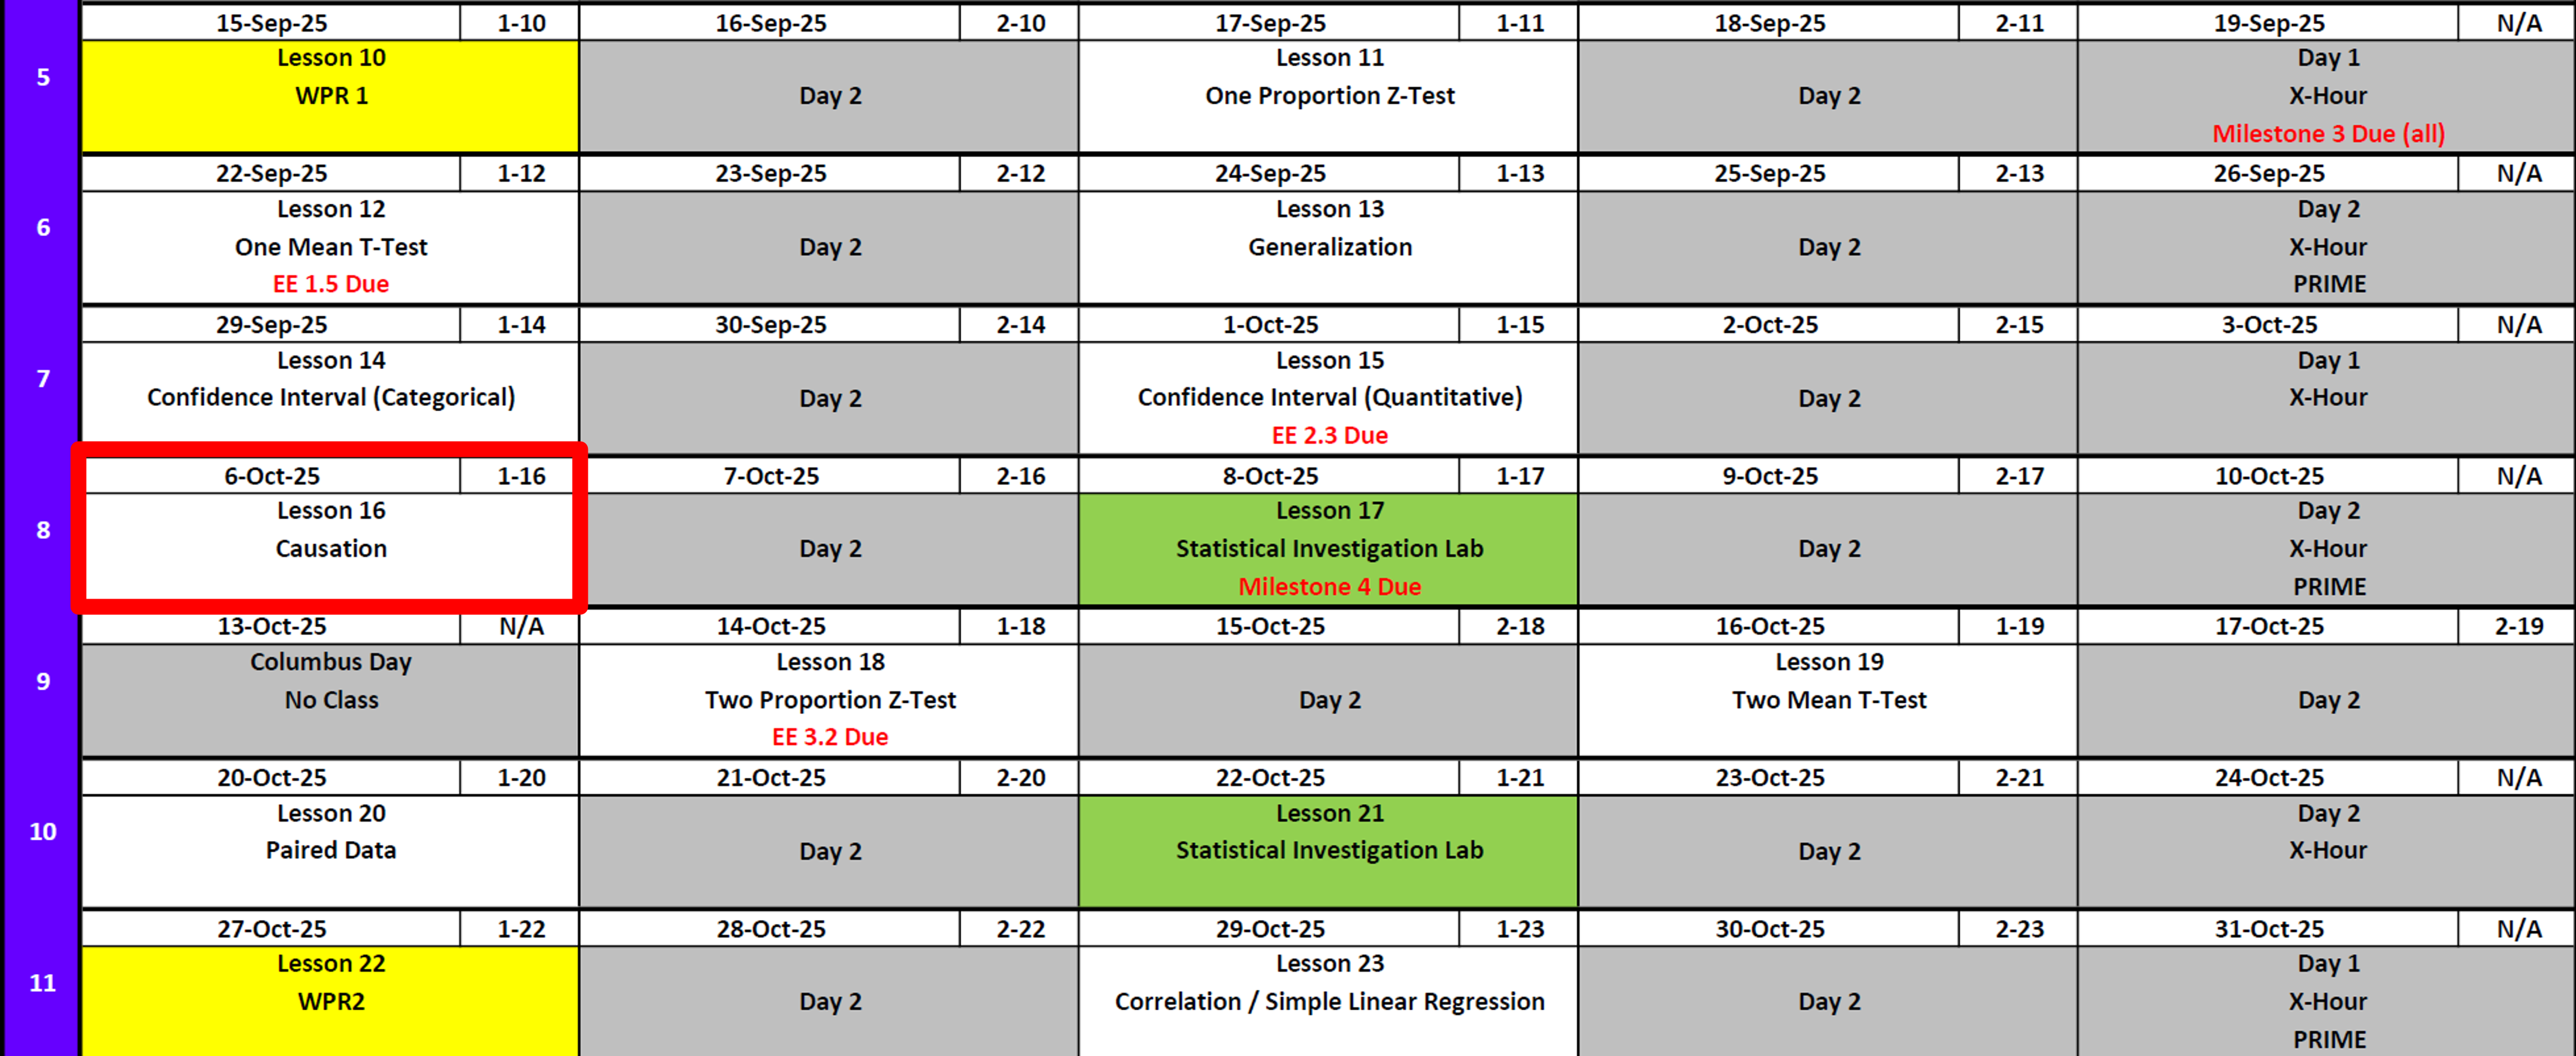 15-Sep-25 1-10 16-Sep-25 2-10 17-Sep-25 1-11 18-Sep-25 2-11 19-Sep-25 N/A
5
Lesson 10
WPR 1
Day 2
Lesson 11
One Proportion Z-Test
Day 2
Day 1
X-Hour
Milestone 3 Due (all)
22-Sep-25 1-12 23-Sep-25 2-12 24-Sep-25 1-13 25-Sep-25 2-13 26-Sep-25 N/A
6
Lesson 12
One Mean T-Test
EE 1.5 Due
Day 2
Lesson 13
Generalization
Day 2
Day 2
X-Hour
PRIME
29-Sep-25 1-14 30-Sep-25 2-14 1-Oct-25 1-15 2-Oct-25 2-15 3-Oct-25 N/A
7
Lesson 14
Confidence Interval (Categorical)
Day 2
Lesson 15
Confidence Interval (Quantitative)
EE 2.3 Due
Day 2
Day 1
X-Hour
6-Oct-25 1-16 7-Oct-25 2-16 8-Oct-25 1-17 9-Oct-25 2-17 10-Oct-25 N/A
8
Lesson 16
Causation
Day 2
Lesson 17
Statistical Investigation Lab
Milestone 4 Due
Day 2
Day 2
X-Hour
PRIME
13-Oct-25 N/A 14-Oct-25 1-18 15-Oct-25 2-18 16-Oct-25 1-19 17-Oct-25 2-19
9
Columbus Day
No Class
Lesson 18
Two Proportion Z-Test
EE 3.2 Due
Day 2
Lesson 19
Two Mean T-Test
Day 2
20-Oct-25 1-20 21-Oct-25 2-20 22-Oct-25 1-21 23-Oct-25 2-21 24-Oct-25 N/A
10
Lesson 20
Paired Data
Day 2
Lesson 21
Statistical Investigation Lab
Day 2
Day 2
X-Hour
27-Oct-25 1-22 28-Oct-25 2-22 29-Oct-25 1-23 30-Oct-25 2-23 31-Oct-25 N/A
11
Lesson 22
WPR2
Day 2
Lesson 23
Correlation / Simple Linear Regression
Day 2
Day 1
X-Hour
PRIME